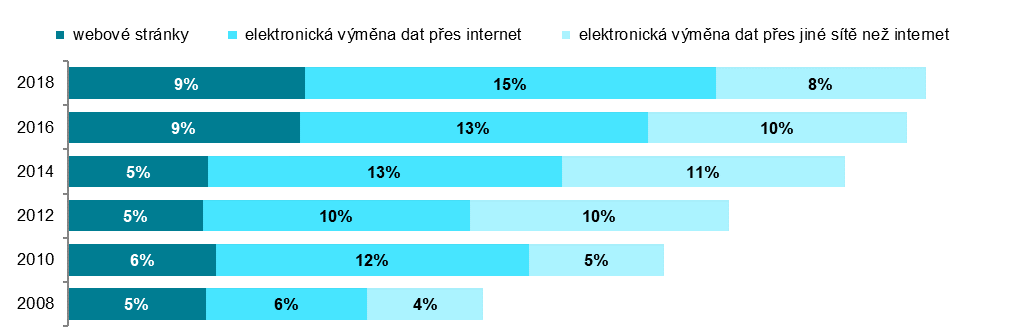 webové stránky elektronická výměna dat přes internet elektronická výměna dat přes jiné sítě než internet
2018 9% 15% 8%
2016 9% 13% 10%
2014 5% 13% 11%
2012 5% 10% 10%
2010 6% 12% 5%
2008 5% 6% 4%